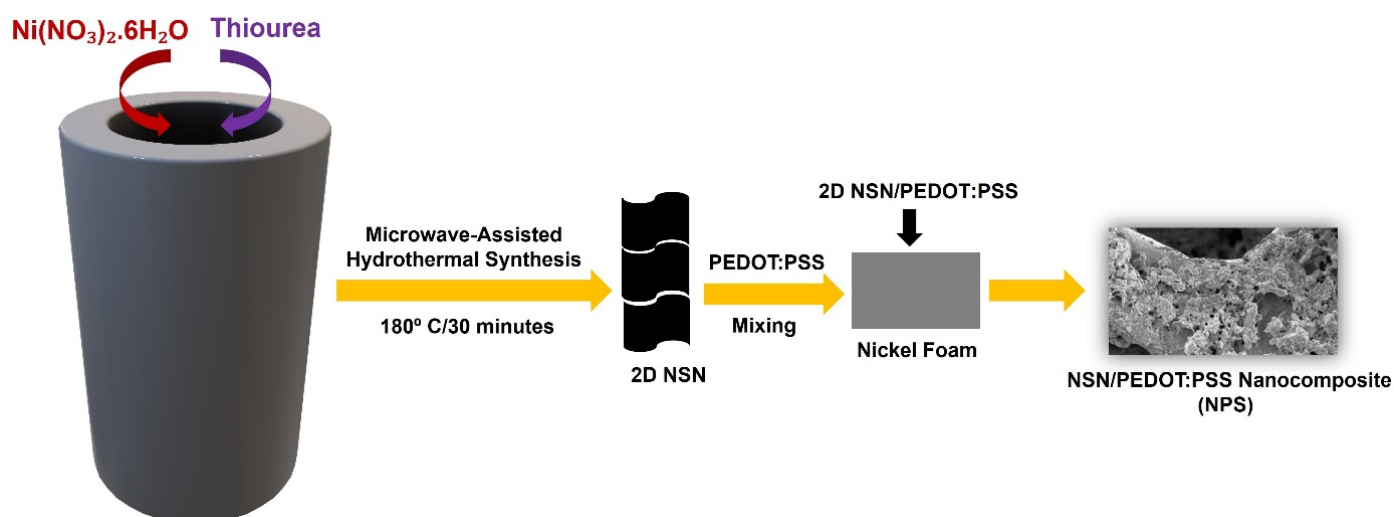 Ni(NO₃)₂.6H₂O
Thiourea
Microwave-Assisted
Hydrothermal Synthesis
180º C/30 minutes
2D NSN
PEDOT:PSS
Mixing
2D NSN/PEDOT:PSS
Nickel Foam
NSN/PEDOT:PSS Nanocomposite
(NPS)